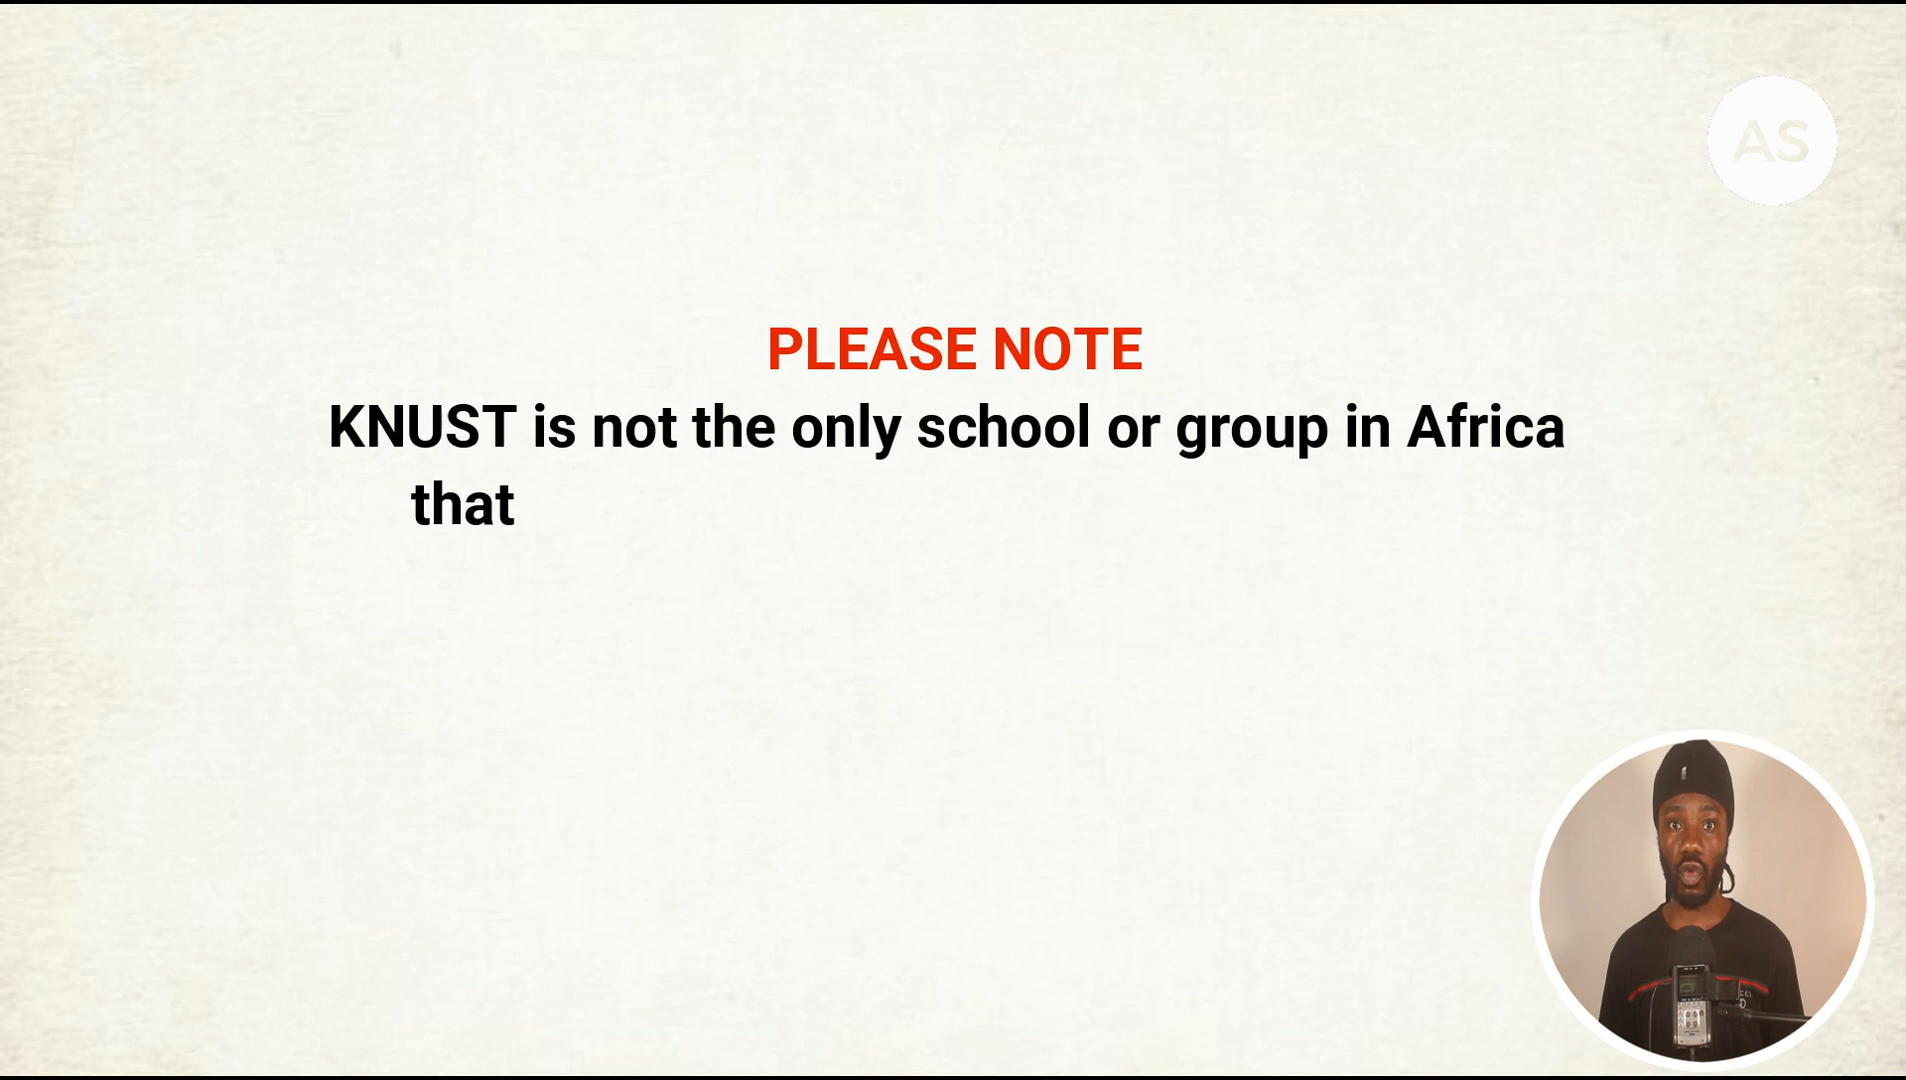 AS
PLEASE NOTE
KNUST is not the only school or group in Africa
that